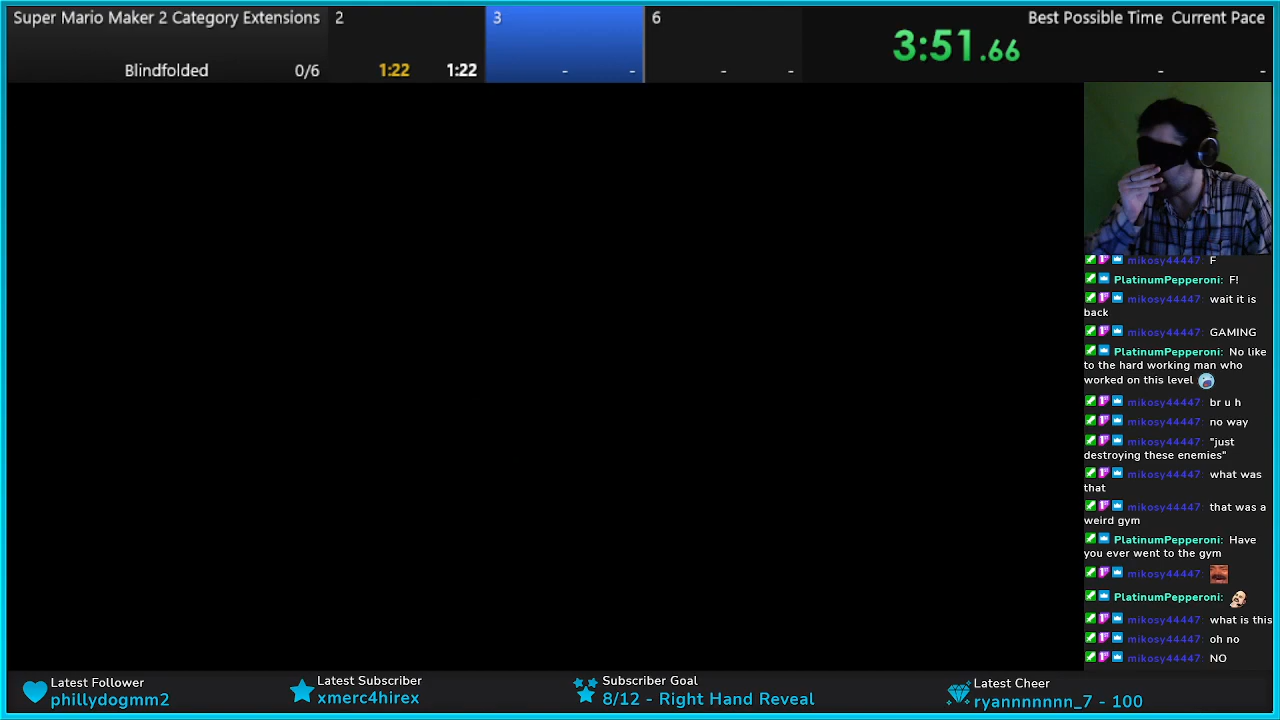 Super Mario Maker 2 Category Extensions
Blindfolded 0/6
2
1:22 1:22
3
- -
6
- -
3:51.66
Best Possible Time Current Pace
- -
mikosy44447: F
PlatinumPepperoni: F!
mikosy44447: wait it is
back
mikosy44447: GAMING
PlatinumPepperoni: No like
to the hard working man who
worked on this level
mikosy44447: br u h
mikosy44447: no way
mikosy44447: "just
destroying these enemies"
mikosy44447: what was
that
mikosy44447: that was a
weird gym
PlatinumPepperoni: Have
you ever went to the gym
mikosy44447:
PlatinumPepperoni:
mikosy44447: what is this
mikosy44447: oh no
mikosy44447: NO
Latest Follower
phillydogmm2
Latest Subscriber
xmerc4hirex
Subscriber Goal
8/12 - Right Hand Reveal
Latest Cheer
ryannnnnnn_7 - 100